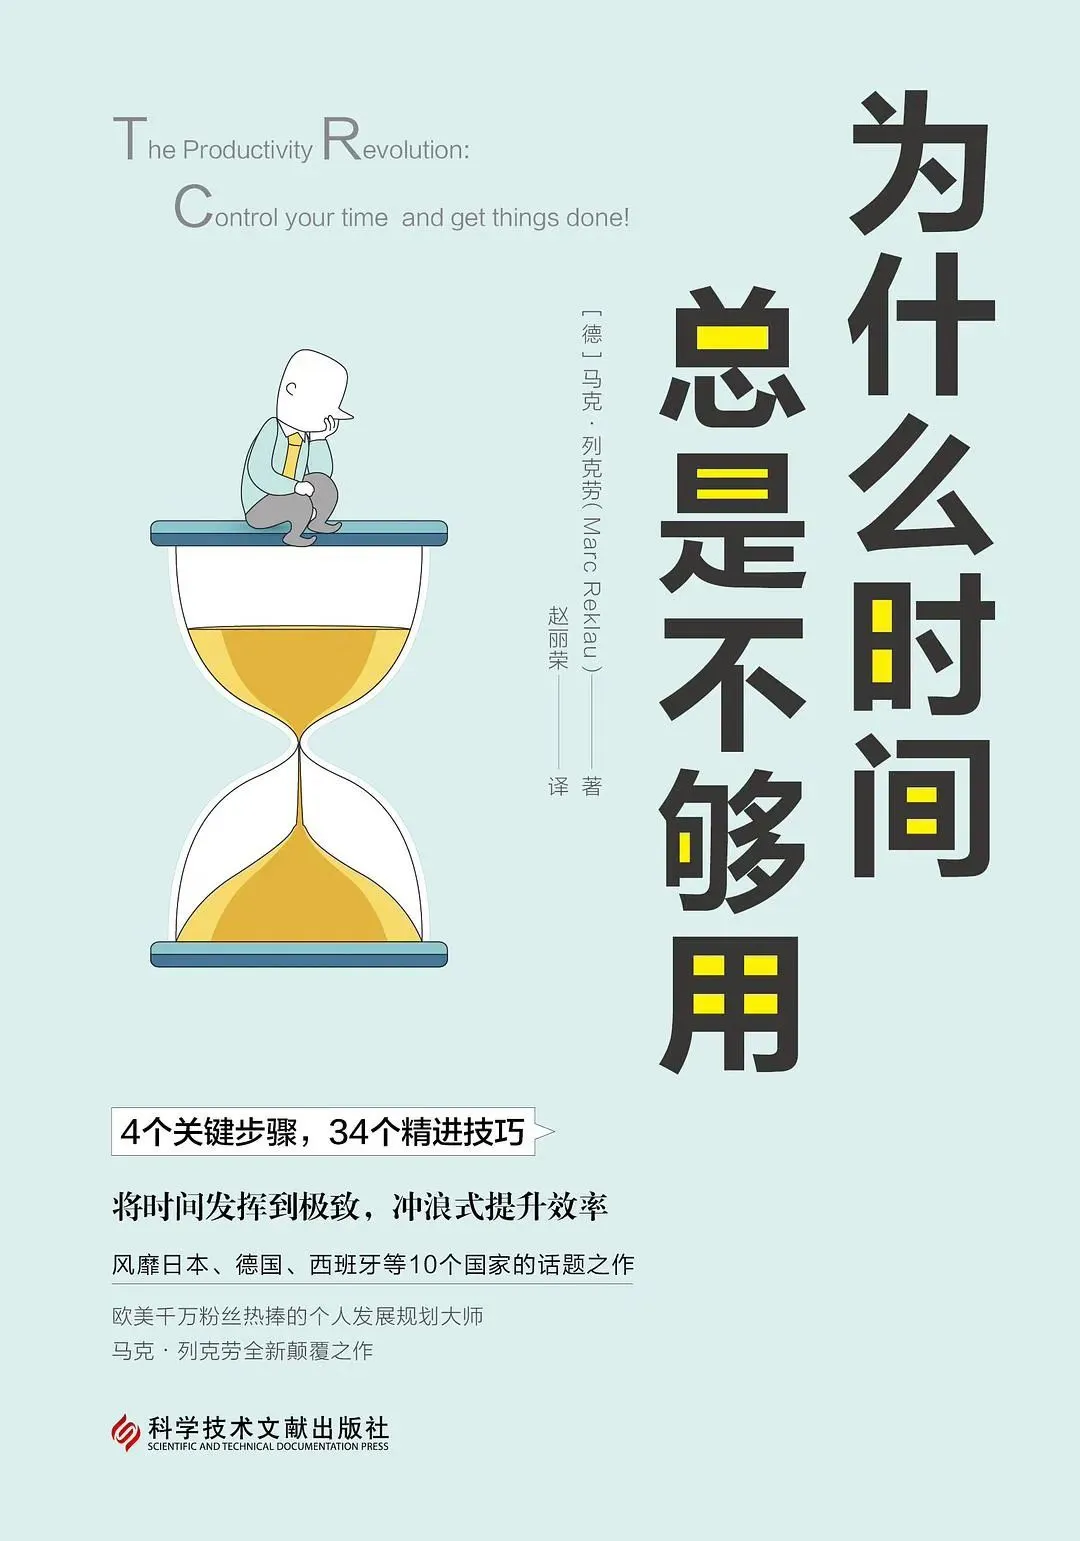 The Productivity Revolution:
Control your time and get things done!
为什么时间
总是不够用
[德]马克·列克劳(Marc Reklau)——著
赵丽荣——译
4个关键步骤，34个精进技巧
将时间发挥到极致，冲浪式提升效率
风靡日本、德国、西班牙等10个国家的话题之作
欧美千万粉丝热捧的个人发展规划大师
马克·列克劳全新颠覆之作
科学技术文献出版社
SCIENTIFIC AND TECHNICAL DOCUMENTATION PRESS